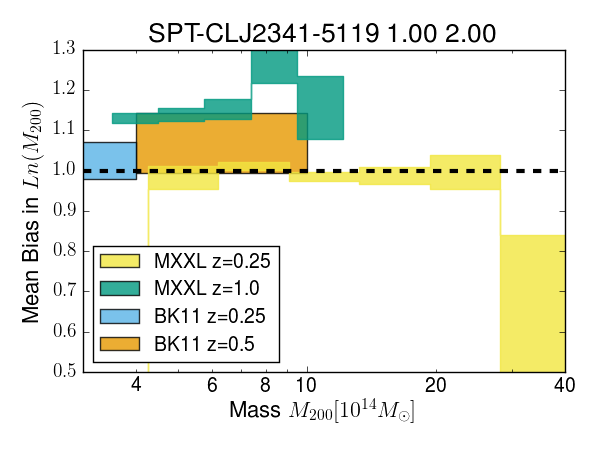 SPT-CLJ2341-5119 1.00 2.00
Mean Bias in Ln(M₂₀₀)
1.3
1.2
1.1
1.0
0.9
0.8
0.7
0.6
0.5
MXXL z=0.25
MXXL z=1.0
BK11 z=0.25
BK11 z=0.5
4 6 8 10 20 40
Mass M₂₀₀[10¹⁴M☉]